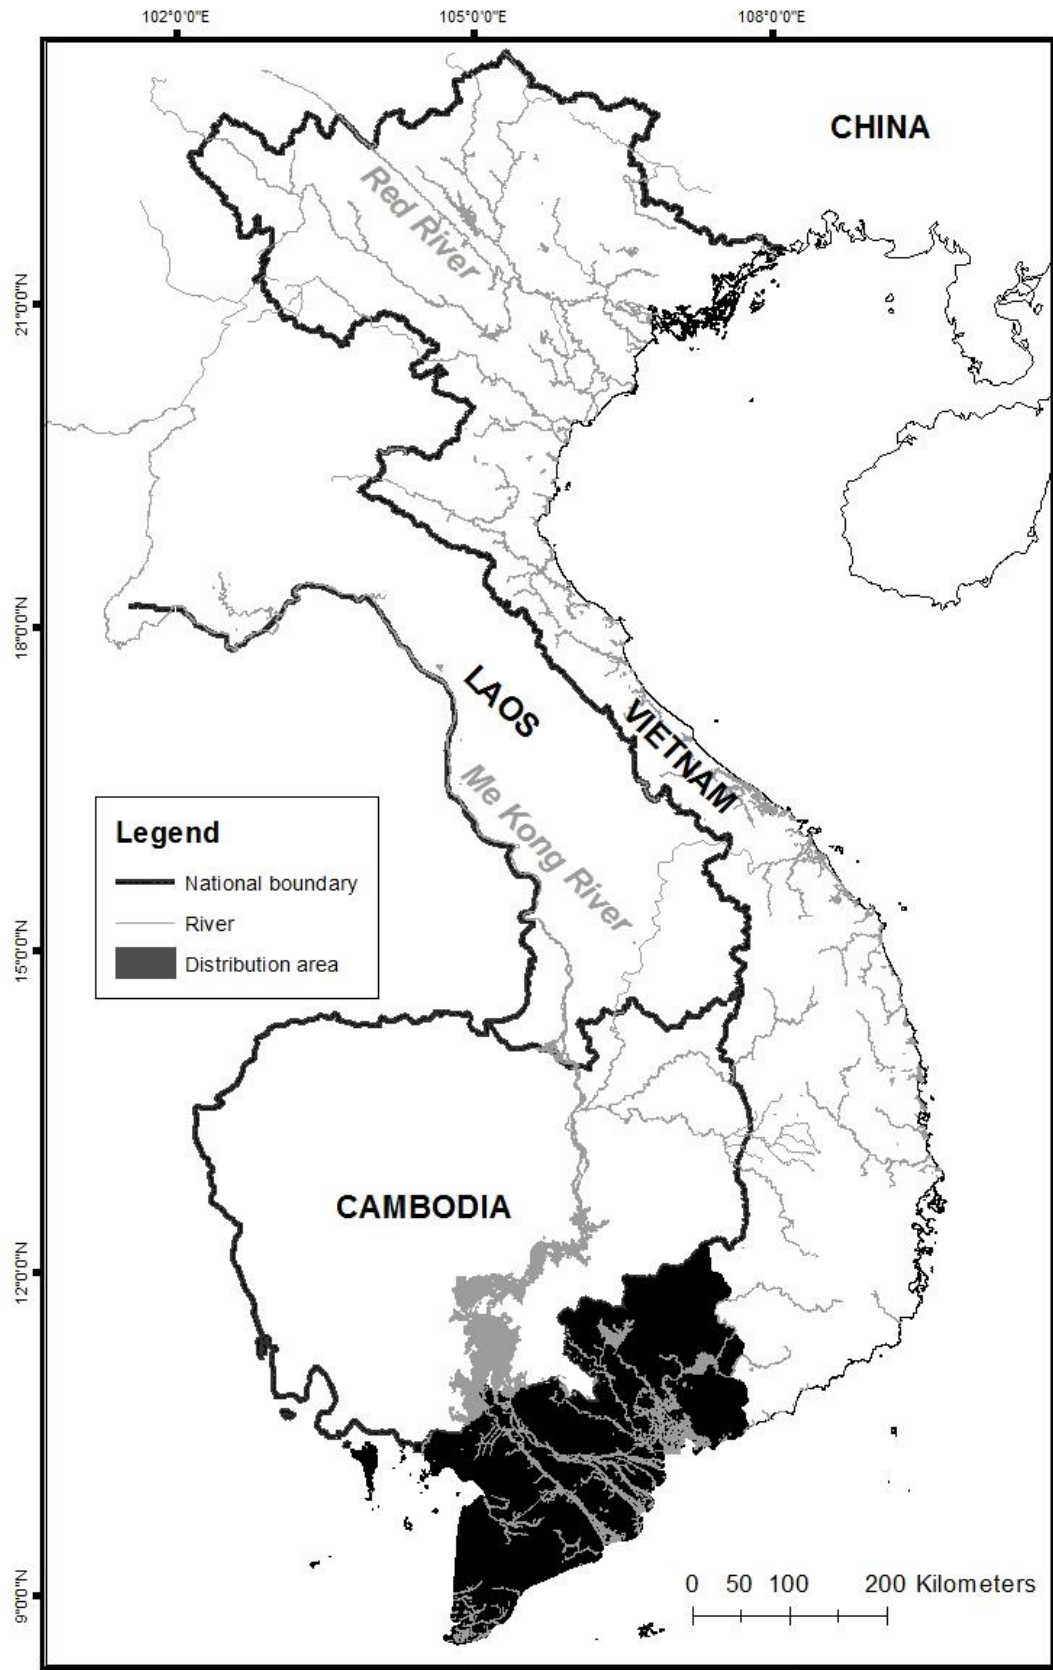 102°0'0"E 105°0'0"E 108°0'0"E
CHINA
Red River
21°0'0"N
18°0'0"N
LAOS
VIETNAM
Me Kong River
Legend
National boundary
River
Distribution area
15°0'0"N
CAMBODIA
12°0'0"N
9°0'0"N
0 50 100 200 Kilometers